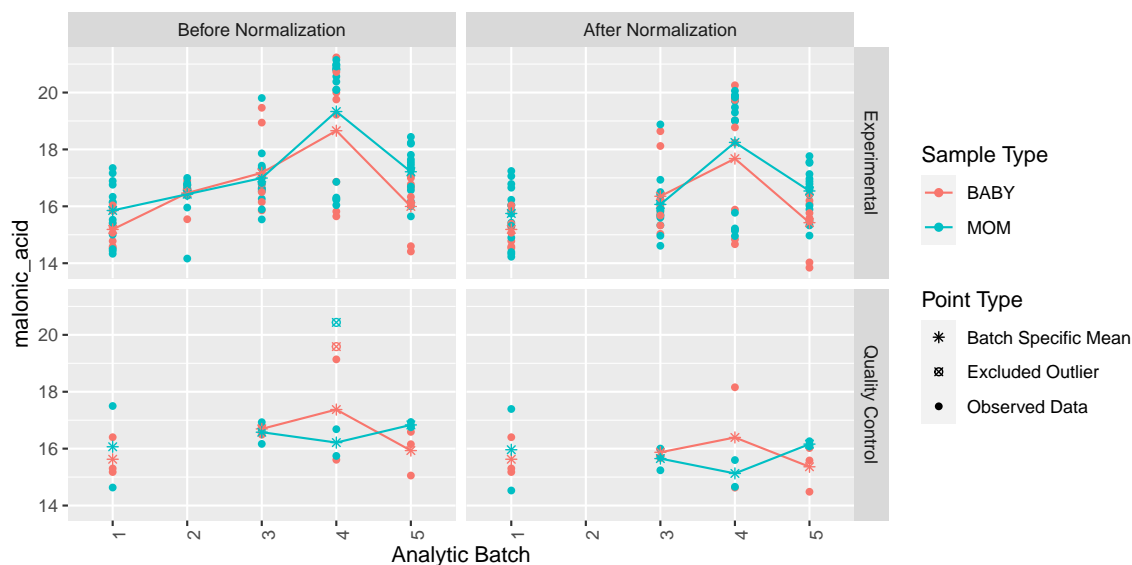 Before Normalization
After Normalization
malonic_acid
20
18
16
14
Experimental
20
18
16
14
Quality Control
1
2
3
4
5
1
2
3
4
5
Analytic Batch
Sample Type
BABY
MOM
Point Type
Batch Specific Mean
Excluded Outlier
Observed Data